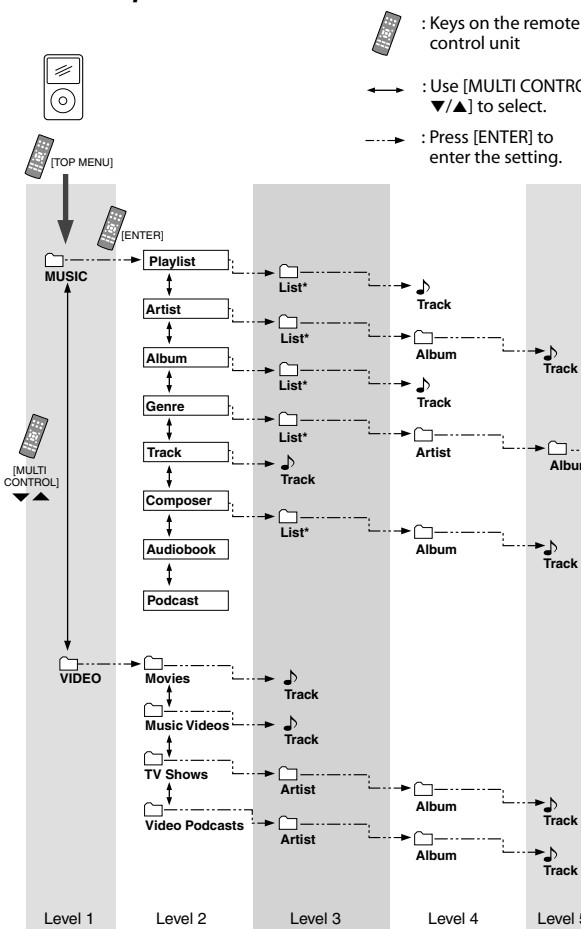 : Keys on the remote
control unit
: Use [MULTI
▼/▲] to select.
: Press [ENTER] to
enter the setting.
[TOP MENU]
[ENTER]
MUSIC
Playlist
List*
Track
Artist
List*
Album
Track
Album
List*
Track
Genre
List*
Artist
Track
Track
[MULTI
CONTROL]
▼ ▲
Composer
List*
Album
Track
Audiobook
Podcast
VIDEO
Movies
Track
Music Videos
Track
TV Shows
Artist
Album
Track
Video Podcasts
Artist
Album
Track
Level 1
Level 2
Level 3
Level 4
Level